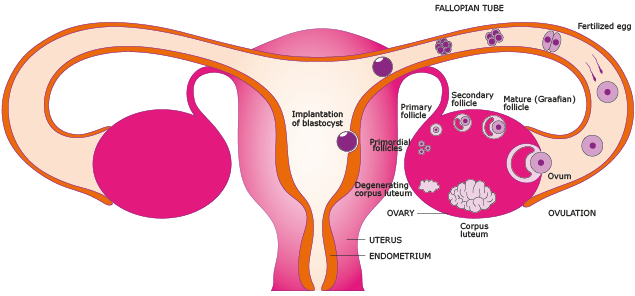 FALLOPIAN TUBE
Fertilized egg
Secondary
follicle
Mature (Graafian)
follicle
Primary
follicle
Implantation
of blastocyst
Primordial
follicles
Ovum
Degenerating
corpus luteum
OVARY
OVULATION
Corpus
luteum
UTERUS
ENDOMETRIUM